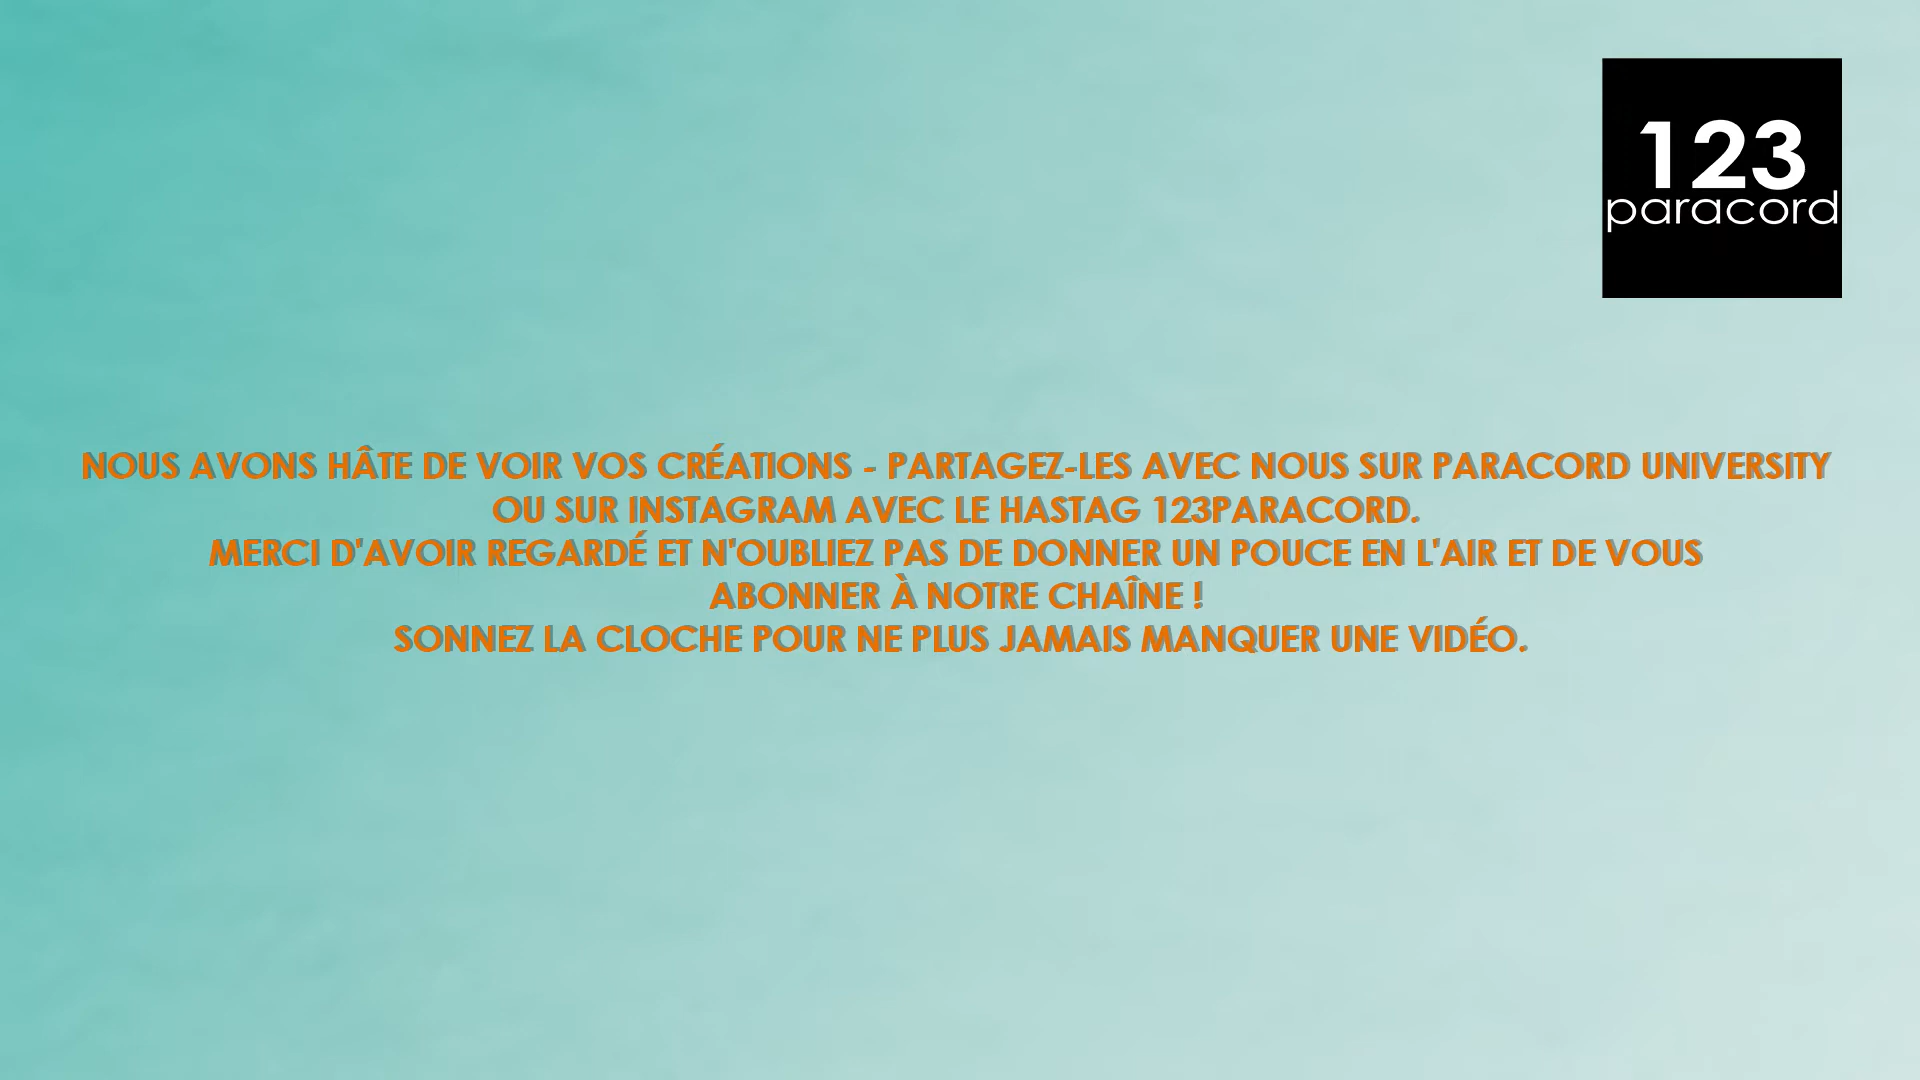 123
paracord
NOUS AVONS HÂTE DE VOIR VOS CRÉATIONS - PARTAGEZ-LES AVEC NOUS SUR PARACORD UNIVERSITY
OU SUR INSTAGRAM AVEC LE HASTAG 123PARACORD.
MERCI D'AVOIR REGARDÉ ET N'OUBLIEZ PAS DE DONNER UN POUCE EN L'AIR ET DE VOUS
ABONNER À NOTRE CHAÎNE !
SONNEZ LA CLOCHE POUR NE PLUS JAMAIS MANQUER UNE VIDÉO.